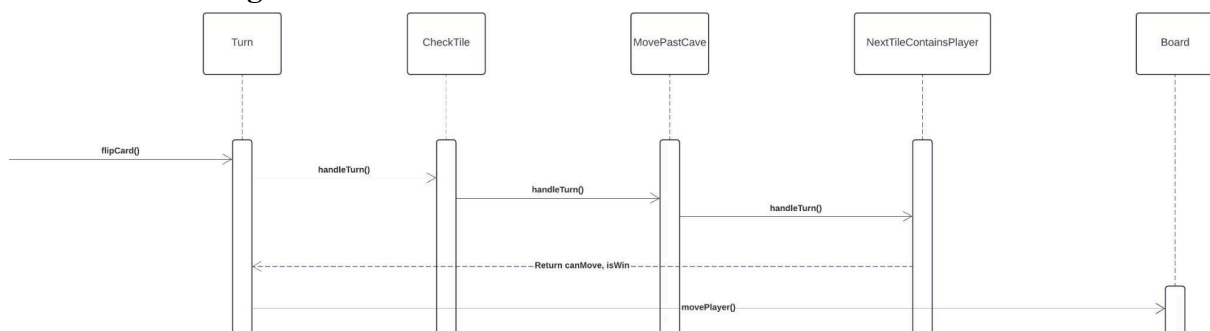 Turn
CheckTile
MovePastCave
NextTileContainsPlayer
Board
flipCard()
handleTurn()
handleTurn()
handleTurn()
Return canMove, isWin
movePlayer()